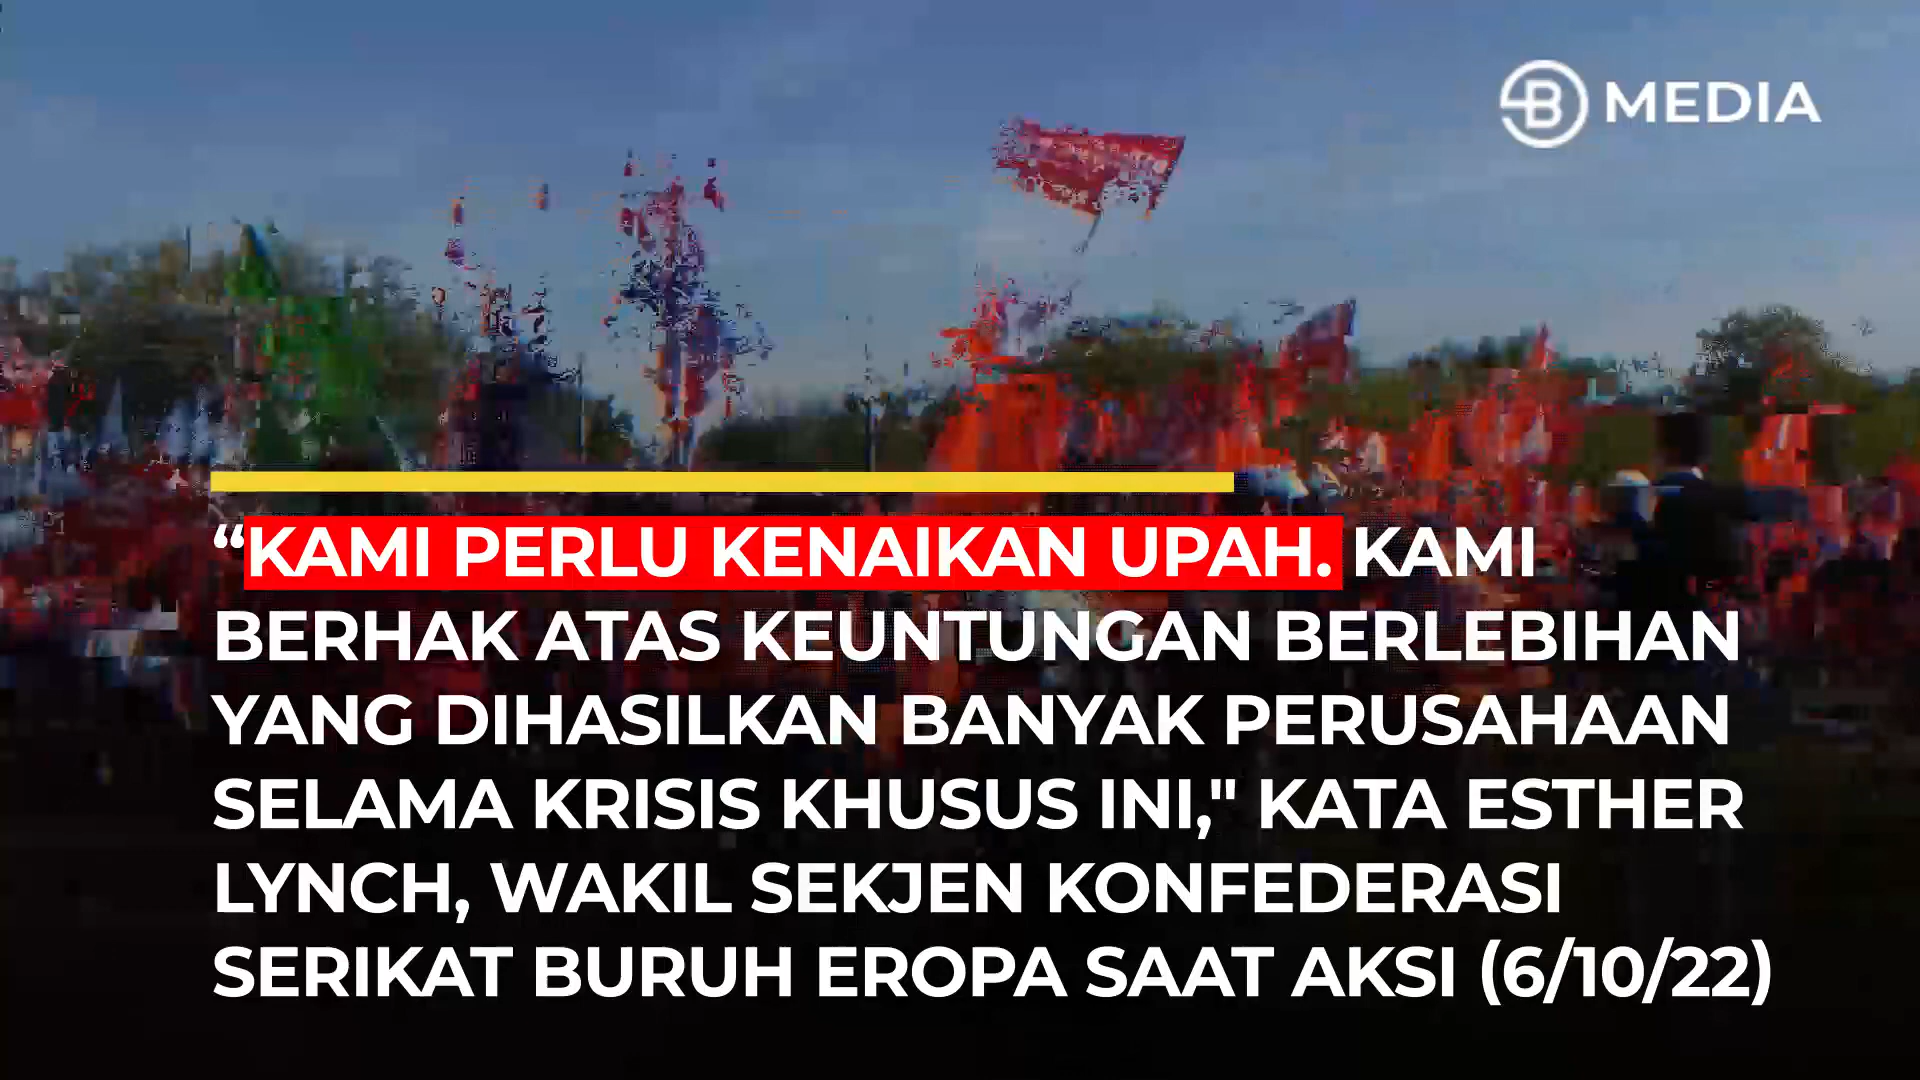 B MEDIA
“KAMI PERLU KENAIKAN UPAH. KAMI
BERHAK ATAS KEUNTUNGAN BERLEBIHAN
YANG DIHASILKAN BANYAK PERUSAHAAN
SELAMA KRISIS KHUSUS INI," KATA ESTHER
LYNCH, WAKIL SEKJEN KONFEDERASI
SERIKAT BURUH EROPA SAAT AKSI (6/10/22)